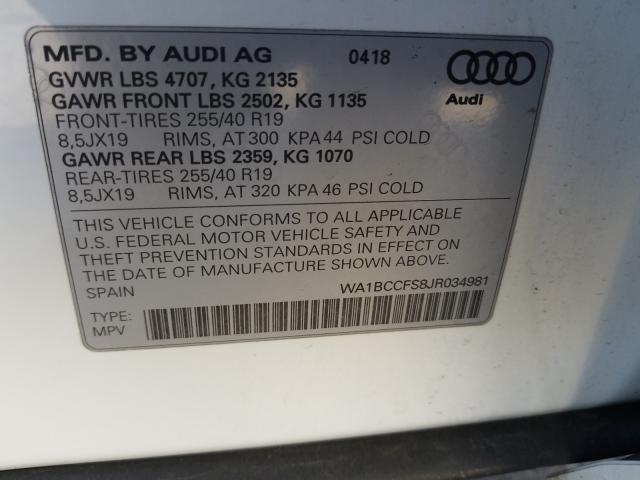 MFD. BY AUDI AG 0418
GVWR LBS 4707, KG 2135
GAWR FRONT LBS 2502, KG 1135
Audi
FRONT-TIRES 255/40 R19
8,5JX19 RIMS, AT 300 KPA 44 PSI COLD
GAWR REAR LBS 2359, KG 1070
REAR-TIRES 255/40 R19
8,5JX19 RIMS, AT 320 KPA 46 PSI COLD
THIS VEHICLE CONFORMS TO ALL APPLICABLE
U.S. FEDERAL MOTOR VEHICLE SAFETY AND
THEFT PREVENTION STANDARDS IN EFFECT ON
THE DATE OF MANUFACTURE SHOWN ABOVE.
SPAIN WA1BCCFS8JR034981
TYPE:
MPV